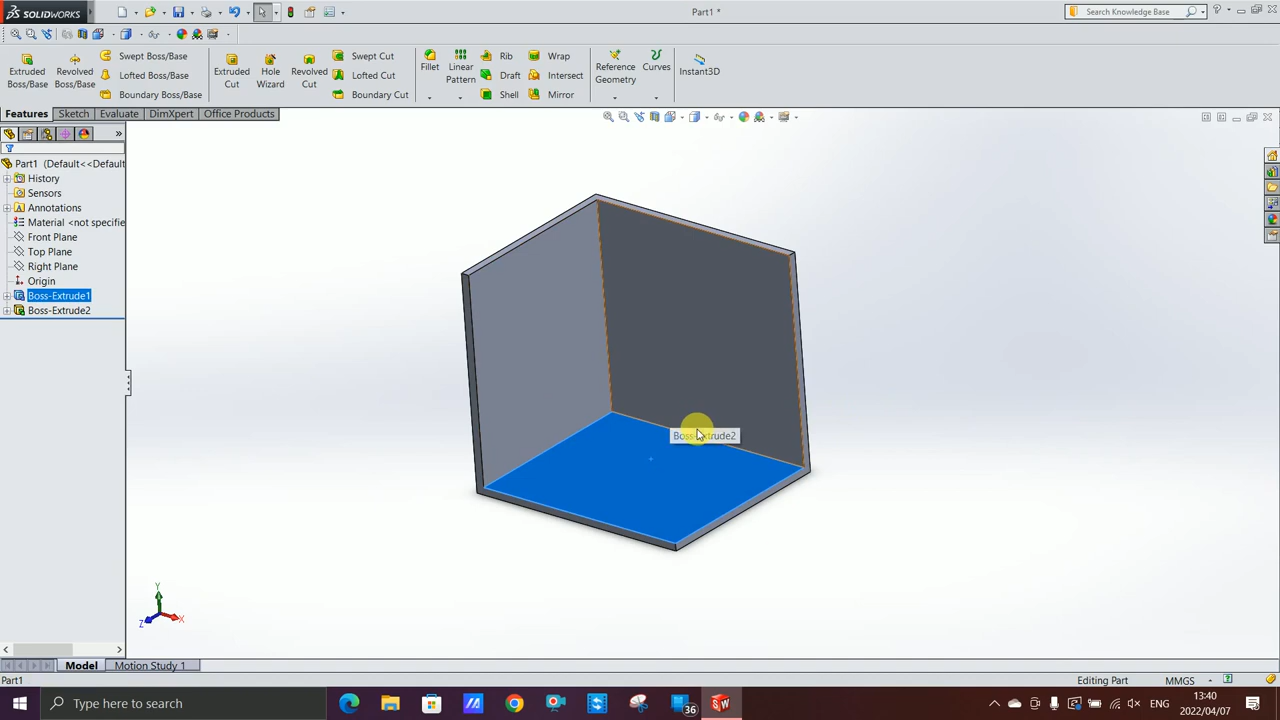 SOLIDWORKS
Part1 *
Search Knowledge Base
Extruded Boss/Base
Revolved Boss/Base
Swept Boss/Base
Lofted Boss/Base
Boundary Boss/Base
Extruded Cut
Hole Wizard
Revolved Cut
Swept Cut
Lofted Cut
Boundary Cut
Fillet
Linear Pattern
Rib
Draft
Shell
Wrap
Intersect
Mirror
Reference Geometry
Curves
Instant3D
Features
Sketch
Evaluate
DimXpert
Office Products
Part1 (Default<<Default
History
Sensors
Annotations
Material <not specifie
Front Plane
Top Plane
Right Plane
Origin
Boss-Extrude1
Boss-Extrude2
Y
Z
X
Model
Motion Study 1
Part1
Editing Part
MMGS
Type here to search
36
SW
ENG
13:40
2022/04/07